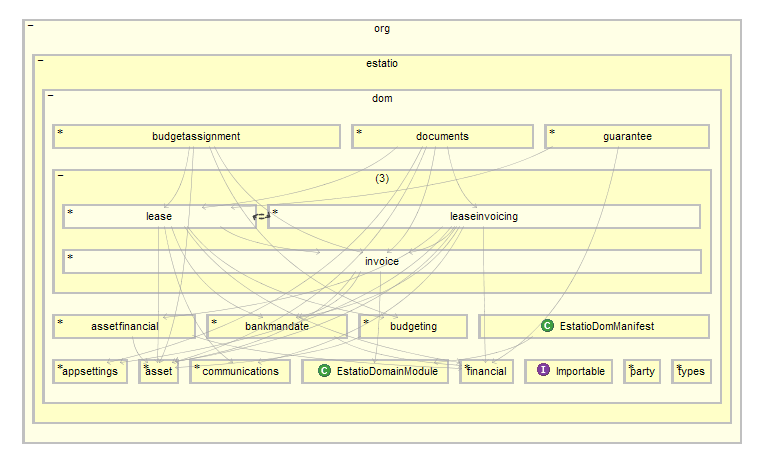 − org
− estatio
− dom
* budgetassignment * documents * guarantee
− (3)
* lease * leaseinvoicing
* invoice
* assetfinancial * bankmandate * budgeting C EstatioDomManifest
* appsettings * asset * communications C EstatioDomainModule * financial I Importable * party * types